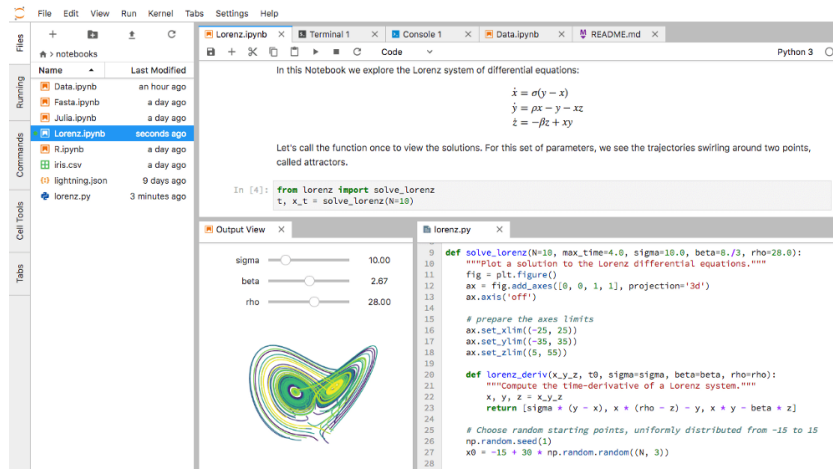 File Edit View Run Kernel Tabs Settings Help
Files
Running
Commands
Cell Tools
Tabs
> notebooks
Name Last Modified
Data.ipynb an hour ago
Fasta.ipynb a day ago
Julia.ipynb a day ago
Lorenz.ipynb seconds ago
R.ipynb a day ago
iris.csv a day ago
lightning.json 9 days ago
lorenz.py 3 minutes ago
Lorenz.ipynb Terminal 1 Console 1 Data.ipynb README.md
Code Python 3
In this Notebook we explore the Lorenz system of differential equations:
ẋ = σ(y − x)
ẏ = ρx − y − xz
ż = −βz + xy
Let's call the function once to view the solutions. For this set of parameters, we see the trajectories swirling around two points,
called attractors.
In [4]: from lorenz import solve_lorenz
t, x_t = solve_lorenz(N=10)
Output View
sigma 10.00
beta 2.67
rho 28.00
lorenz.py
9 def solve_lorenz(N=10, max_time=4.0, sigma=10.0, beta=8./3, rho=28.0):
10 """Plot a solution to the Lorenz differential equations."""
11 fig = plt.figure()
12 ax = fig.add_axes([0, 0, 1, 1], projection='3d')
13 ax.axis('off')
14
15 # prepare the axes limits
16 ax.set_xlim((-25, 25))
17 ax.set_ylim((-35, 35))
18 ax.set_zlim((5, 55))
19
20 def lorenz_deriv(x_y_z, t0, sigma=sigma, beta=beta, rho=rho):
21 """Compute the time-derivative of a Lorenz system."""
22 x, y, z = x_y_z
23 return [sigma * (y - x), x * (rho - z) - y, x * y - beta * z]
24
25 # Choose random starting points, uniformly distributed from -15 to 15
26 np.random.seed(1)
27 x0 = -15 + 30 * np.random.random((N, 3))
28